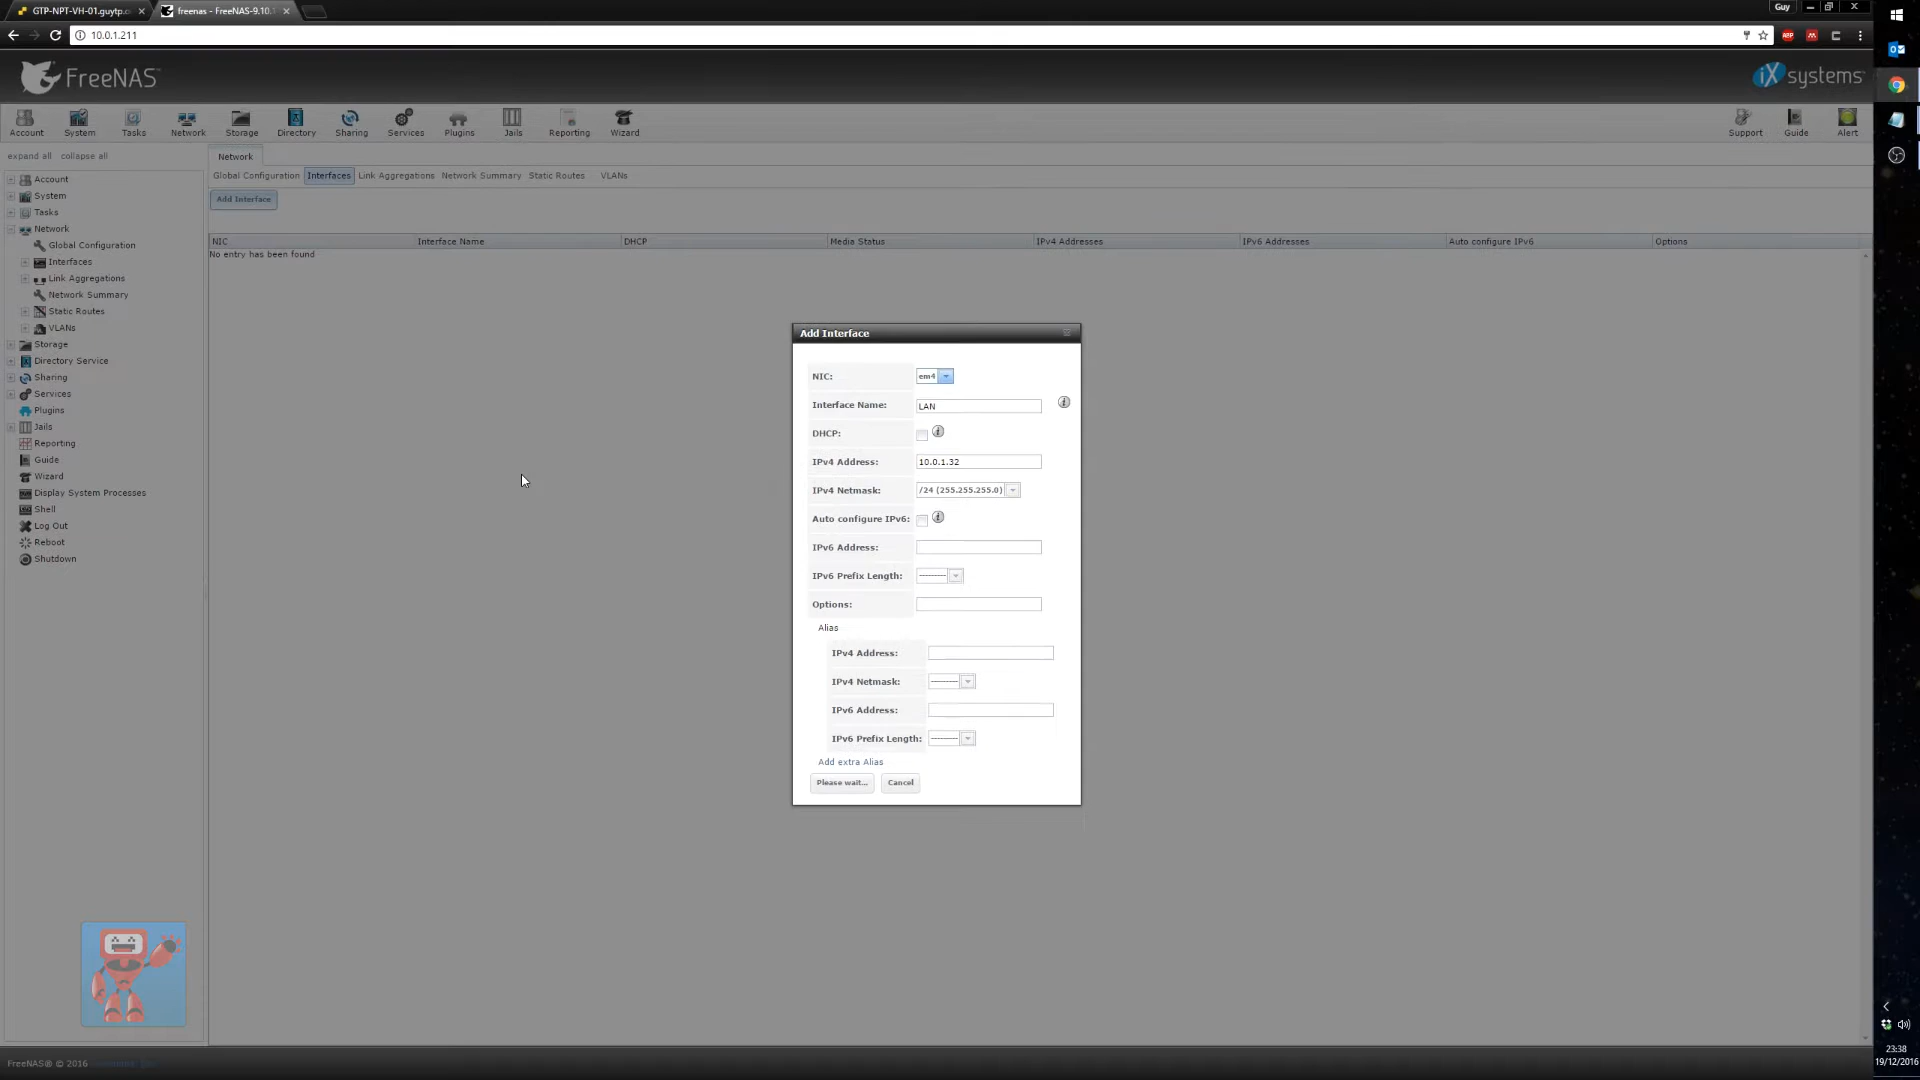 GTP-NPT-VH-01.guytp.c
freenas - FreeNAS-9.10.
Guy
10.0.1.211
ABP
FreeNAS
iXsystems
Account
System
Tasks
Network
Storage
Directory
Sharing
Services
Plugins
Jails
Reporting
Wizard
Support
Guide
Alert
expand all collapse all
Network
Account
System
Tasks
Network
Global Configuration
Interfaces
Link Aggregations
Network Summary
Static Routes
VLANs
Storage
Directory Service
Sharing
Services
Plugins
Jails
Reporting
Guide
Wizard
Display System Processes
Shell
Log Out
Reboot
Shutdown
Global Configuration Interfaces Link Aggregations Network Summary Static Routes VLANs
Add Interface
NIC Interface Name DHCP Media Status IPv4 Addresses IPv6 Addresses Auto configure IPv6 Options
No entry has been found
Add Interface
NIC: em4
Interface Name: LAN
DHCP:
IPv4 Address: 10.0.1.32
IPv4 Netmask: /24 (255.255.255.0)
Auto configure IPv6:
IPv6 Address:
IPv6 Prefix Length: ---------
Options:
Alias
IPv4 Address:
IPv4 Netmask: ---------
IPv6 Address:
IPv6 Prefix Length: ---------
Add extra Alias
Please wait... Cancel
FreeNAS® © 2016
23:38
19/12/2016